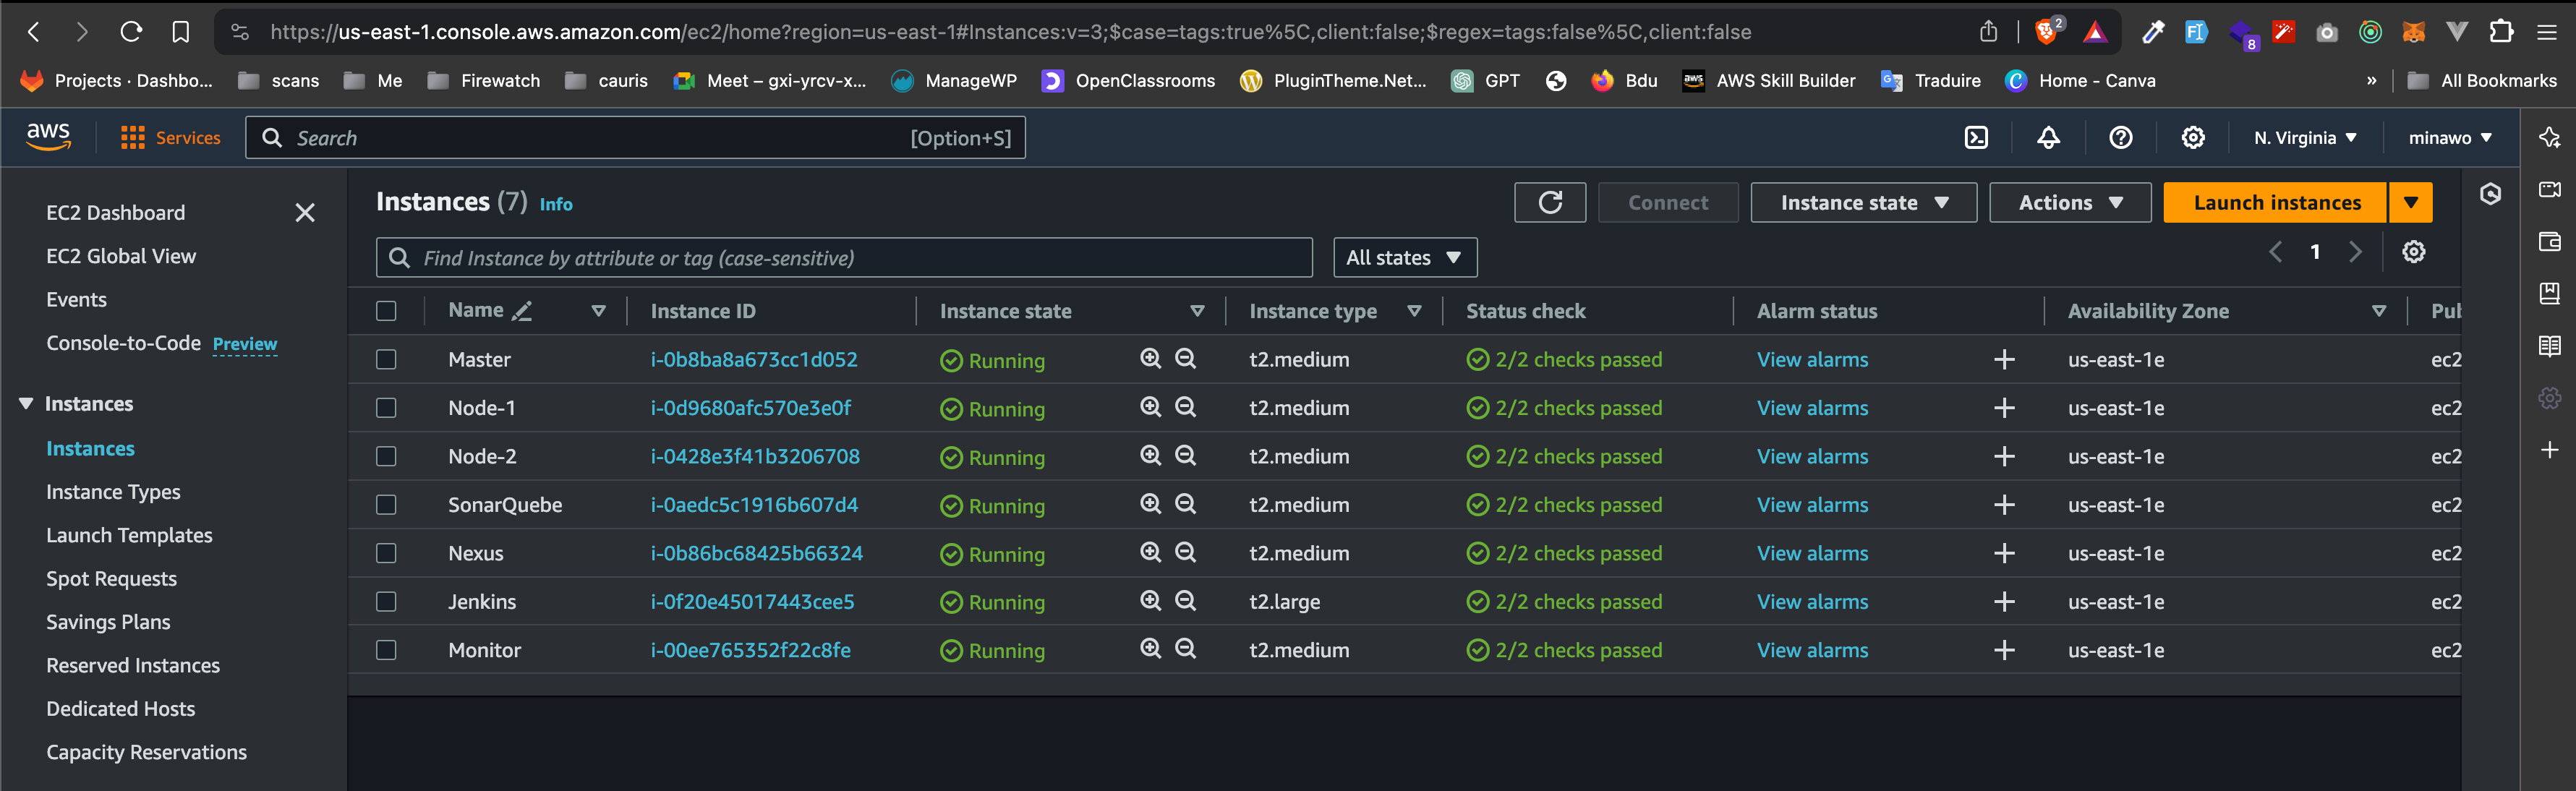 https://us-east-1.console.aws.amazon.com/ec2/home?region=us-east-1#Instances:v=3;$case=tags:true%5C,client:false;$regex=tags:false%5C,client:false 2 8
Projects · Dashbo... scans Me Firewatch cauris Meet – gxi-yrcv-x... ManageWP OpenClassrooms PluginTheme.Net... GPT Bdu AWS Skill Builder Traduire Home - Canva » All Bookmarks
aws Services Search [Option+S] N. Virginia minawo
EC2 Dashboard
EC2 Global View
Events
Console-to-Code Preview
Instances
Instances
Instance Types
Launch Templates
Spot Requests
Savings Plans
Reserved Instances
Dedicated Hosts
Capacity Reservations
Instances (7) Info Connect Instance state Actions Launch instances
Find Instance by attribute or tag (case-sensitive) All states 1
Name Instance ID Instance state Instance type Status check Alarm status Availability Zone Pub
Master i-0b8ba8a673cc1d052 Running t2.medium 2/2 checks passed View alarms us-east-1e ec2
Node-1 i-0d9680afc570e3e0f Running t2.medium 2/2 checks passed View alarms us-east-1e ec2
Node-2 i-0428e3f41b3206708 Running t2.medium 2/2 checks passed View alarms us-east-1e ec2
SonarQuebe i-0aedc5c1916b607d4 Running t2.medium 2/2 checks passed View alarms us-east-1e ec2
Nexus i-0b86bc68425b66324 Running t2.medium 2/2 checks passed View alarms us-east-1e ec2
Jenkins i-0f20e45017443cee5 Running t2.large 2/2 checks passed View alarms us-east-1e ec2
Monitor i-00ee765352f22c8fe Running t2.medium 2/2 checks passed View alarms us-east-1e ec2